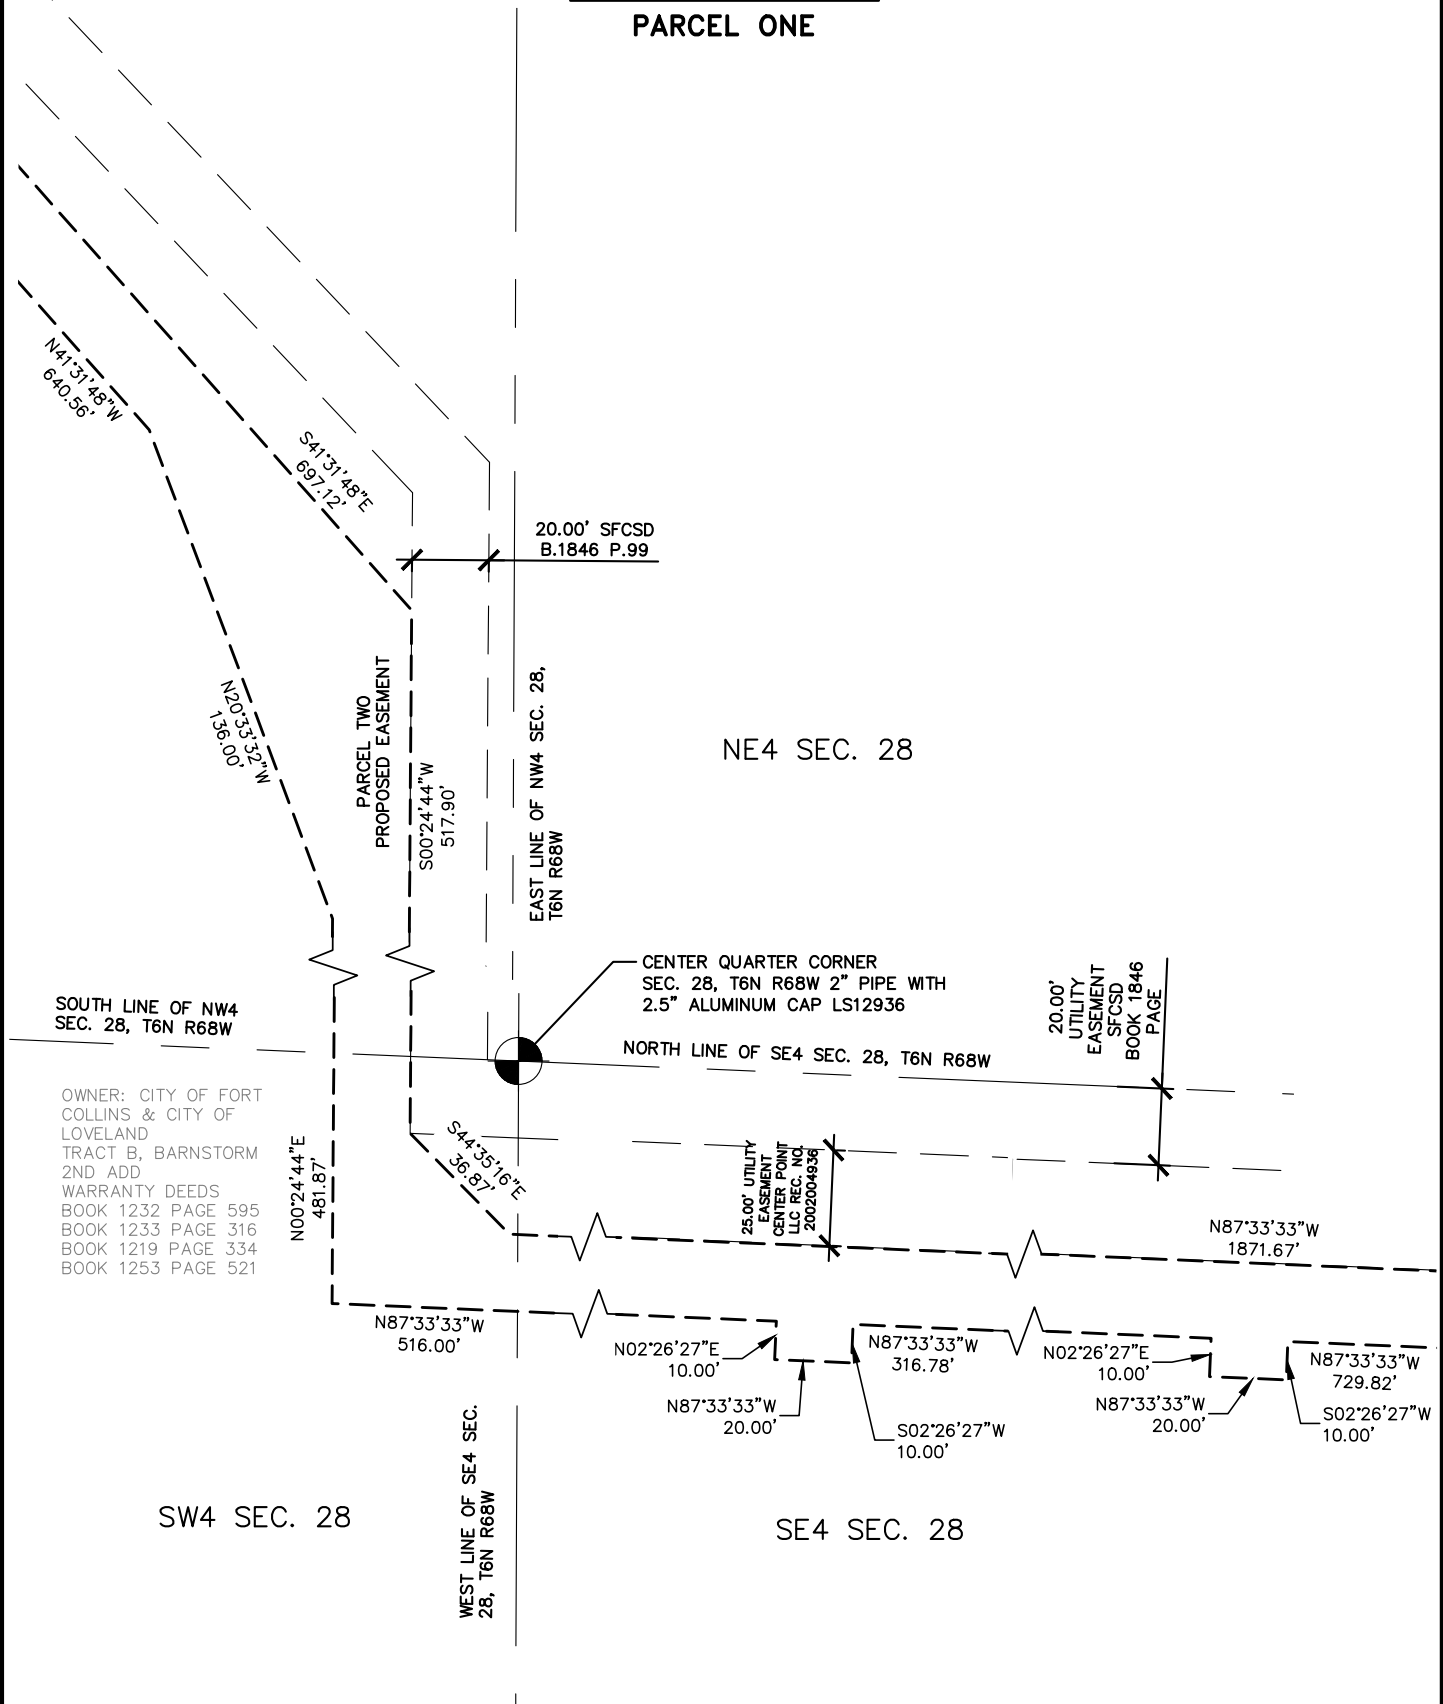 PARCEL ONE
N41°31'48"W
640.56'
S41°31'48"E
697.12'
20.00' SFCSD
B.1846 P.99
N20°33'32"W
136.00'
PARCEL TWO
PROPOSED EASEMENT
S00°24'44"W
517.90'
EAST LINE OF NW4 SEC. 28,
T6N R68W
NE4 SEC. 28
CENTER QUARTER CORNER
SEC. 28, T6N R68W 2" PIPE WITH
2.5" ALUMINUM CAP LS12936
SOUTH LINE OF NW4
SEC. 28, T6N R68W
NORTH LINE OF SE4 SEC. 28, T6N R68W
20.00'
UTILITY
EASEMENT
SFCSD
BOOK 1846
PAGE
OWNER: CITY OF FORT
COLLINS & CITY OF
LOVELAND
TRACT B, BARNSTORM
2ND ADD
WARRANTY DEEDS
BOOK 1232 PAGE 595
BOOK 1233 PAGE 316
BOOK 1219 PAGE 334
BOOK 1253 PAGE 521
N00°24'44"E
481.87'
S44°35'16"E
36.87'
25.00' UTILITY
EASEMENT
CENTER POINT
LLC REC. NO.
2002004936
N87°33'33"W
1871.67'
N87°33'33"W
516.00'
N02°26'27"E
10.00'
N87°33'33"W
20.00'
N87°33'33"W
316.78'
S02°26'27"W
10.00'
N02°26'27"E
10.00'
N87°33'33"W
20.00'
N87°33'33"W
729.82'
S02°26'27"W
10.00'
WEST LINE OF SE4 SEC.
28, T6N R68W
SW4 SEC. 28
SE4 SEC. 28